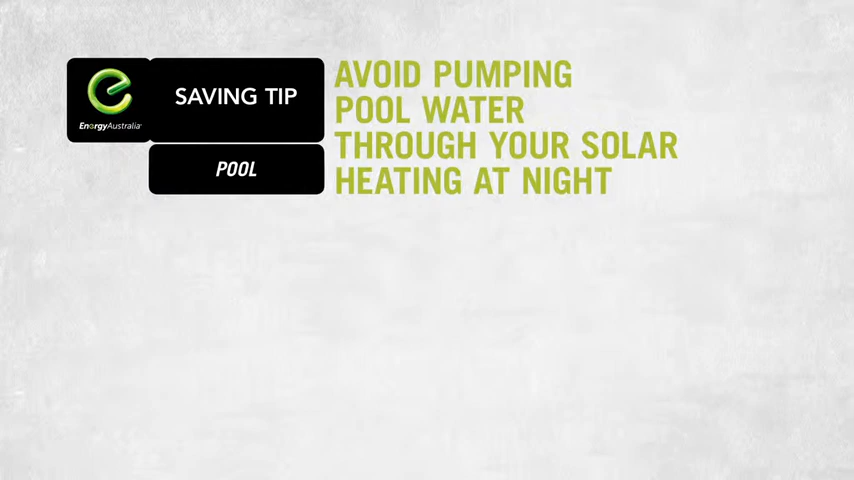 EnergyAustralia
SAVING TIP
POOL
AVOID PUMPING
POOL WATER
THROUGH YOUR SOLAR
HEATING AT NIGHT